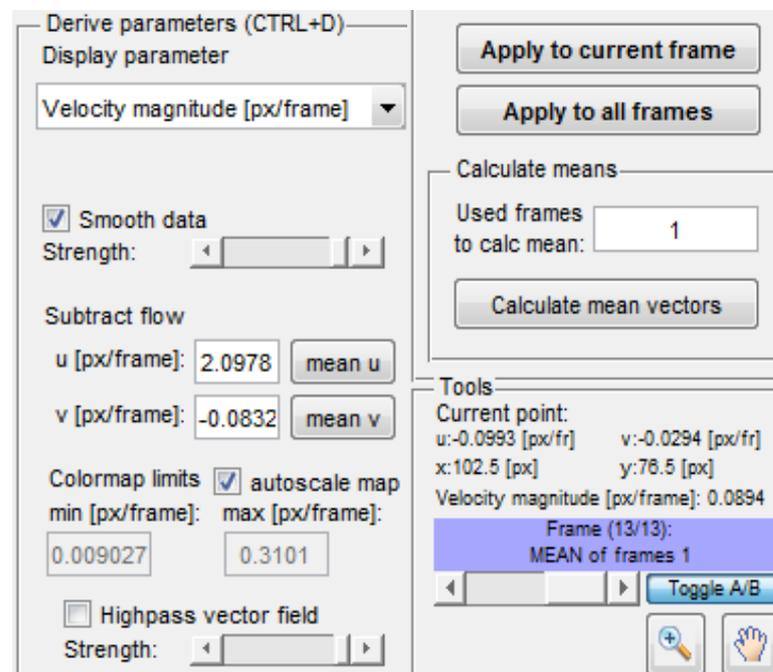 Derive parameters (CTRL+D)
Display parameter
Velocity magnitude [px/frame]
Smooth data
Strength:
Subtract flow
u [px/frame]: 2.0978 mean u
v [px/frame]: -0.0832 mean v
Colormap limits autoscale map
min [px/frame]: max [px/frame]:
0.009027 0.3101
Highpass vector field
Strength:
Apply to current frame
Apply to all frames
Calculate means
Used frames
to calc mean: 1
Calculate mean vectors
Tools
Current point:
u:-0.0993 [px/fr] v:-0.0294 [px/fr]
x:102.5 [px] y:76.5 [px]
Velocity magnitude [px/frame]: 0.0894
Frame (13/13):
MEAN of frames 1
Toggle A/B